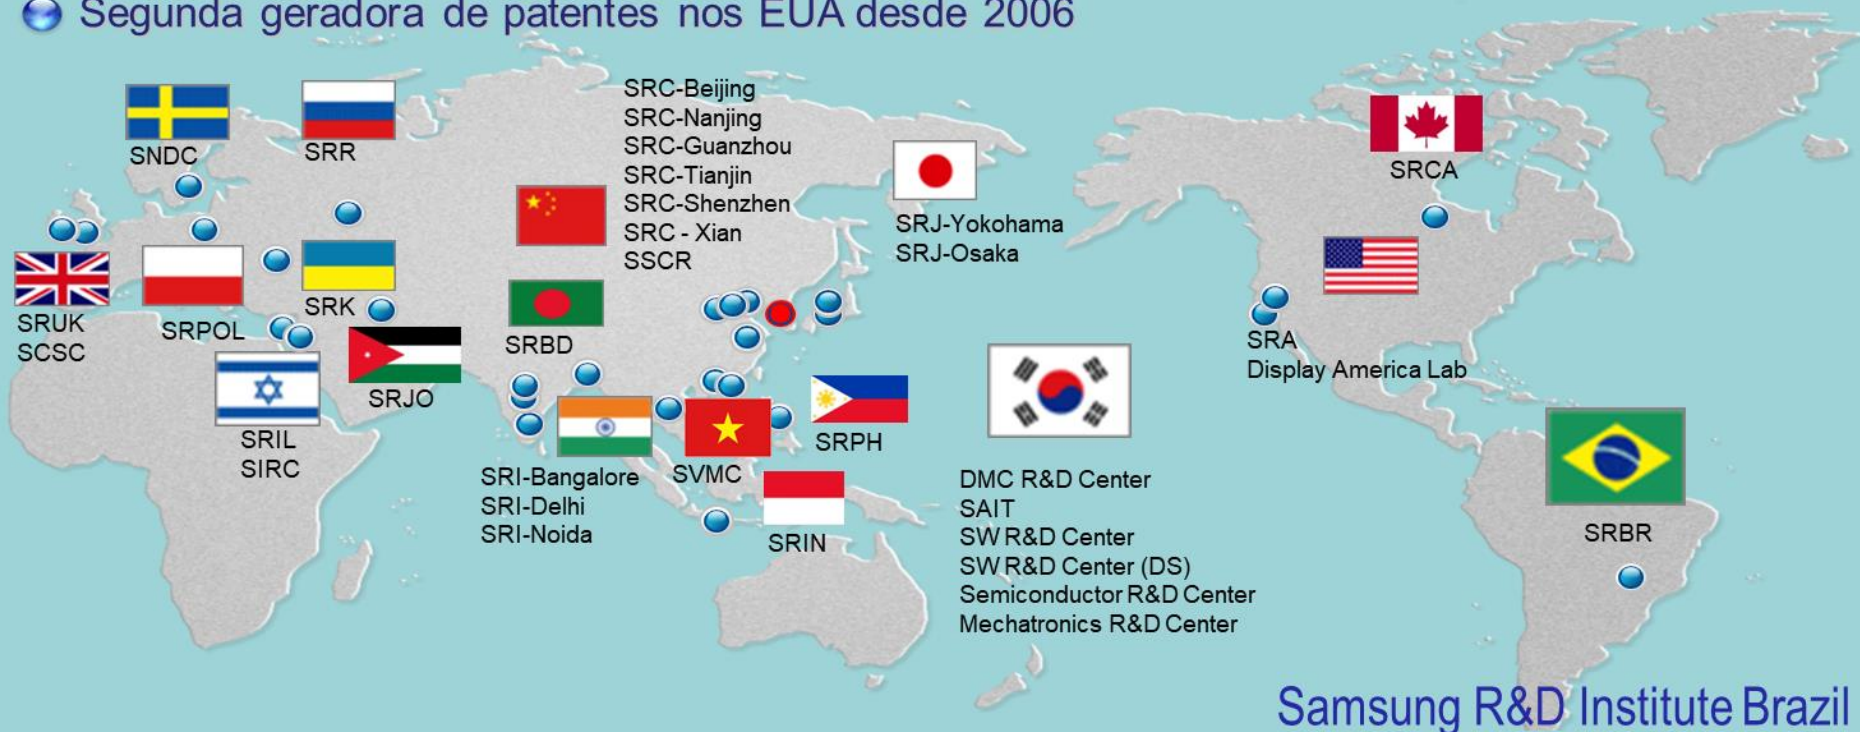 Segunda geradora de patentes nos EUA desde 2006
SNDC
SRR
SRC-Beijing
SRC-Nanjing
SRC-Guanzhou
SRC-Tianjin
SRC-Shenzhen
SRC - Xian
SSCR
SRJ-Yokohama
SRJ-Osaka
SRCA
SRUK
SCSC
SRPOL
SRK
SRBD
SRA
Display America Lab
SRJO
SRIL
SIRC
SRI-Bangalore
SRI-Delhi
SRI-Noida
SVMC
SRPH
SRIN
DMC R&D Center
SAIT
SW R&D Center
SW R&D Center (DS)
Semiconductor R&D Center
Mechatronics R&D Center
SRBR
Samsung R&D Institute Brazil